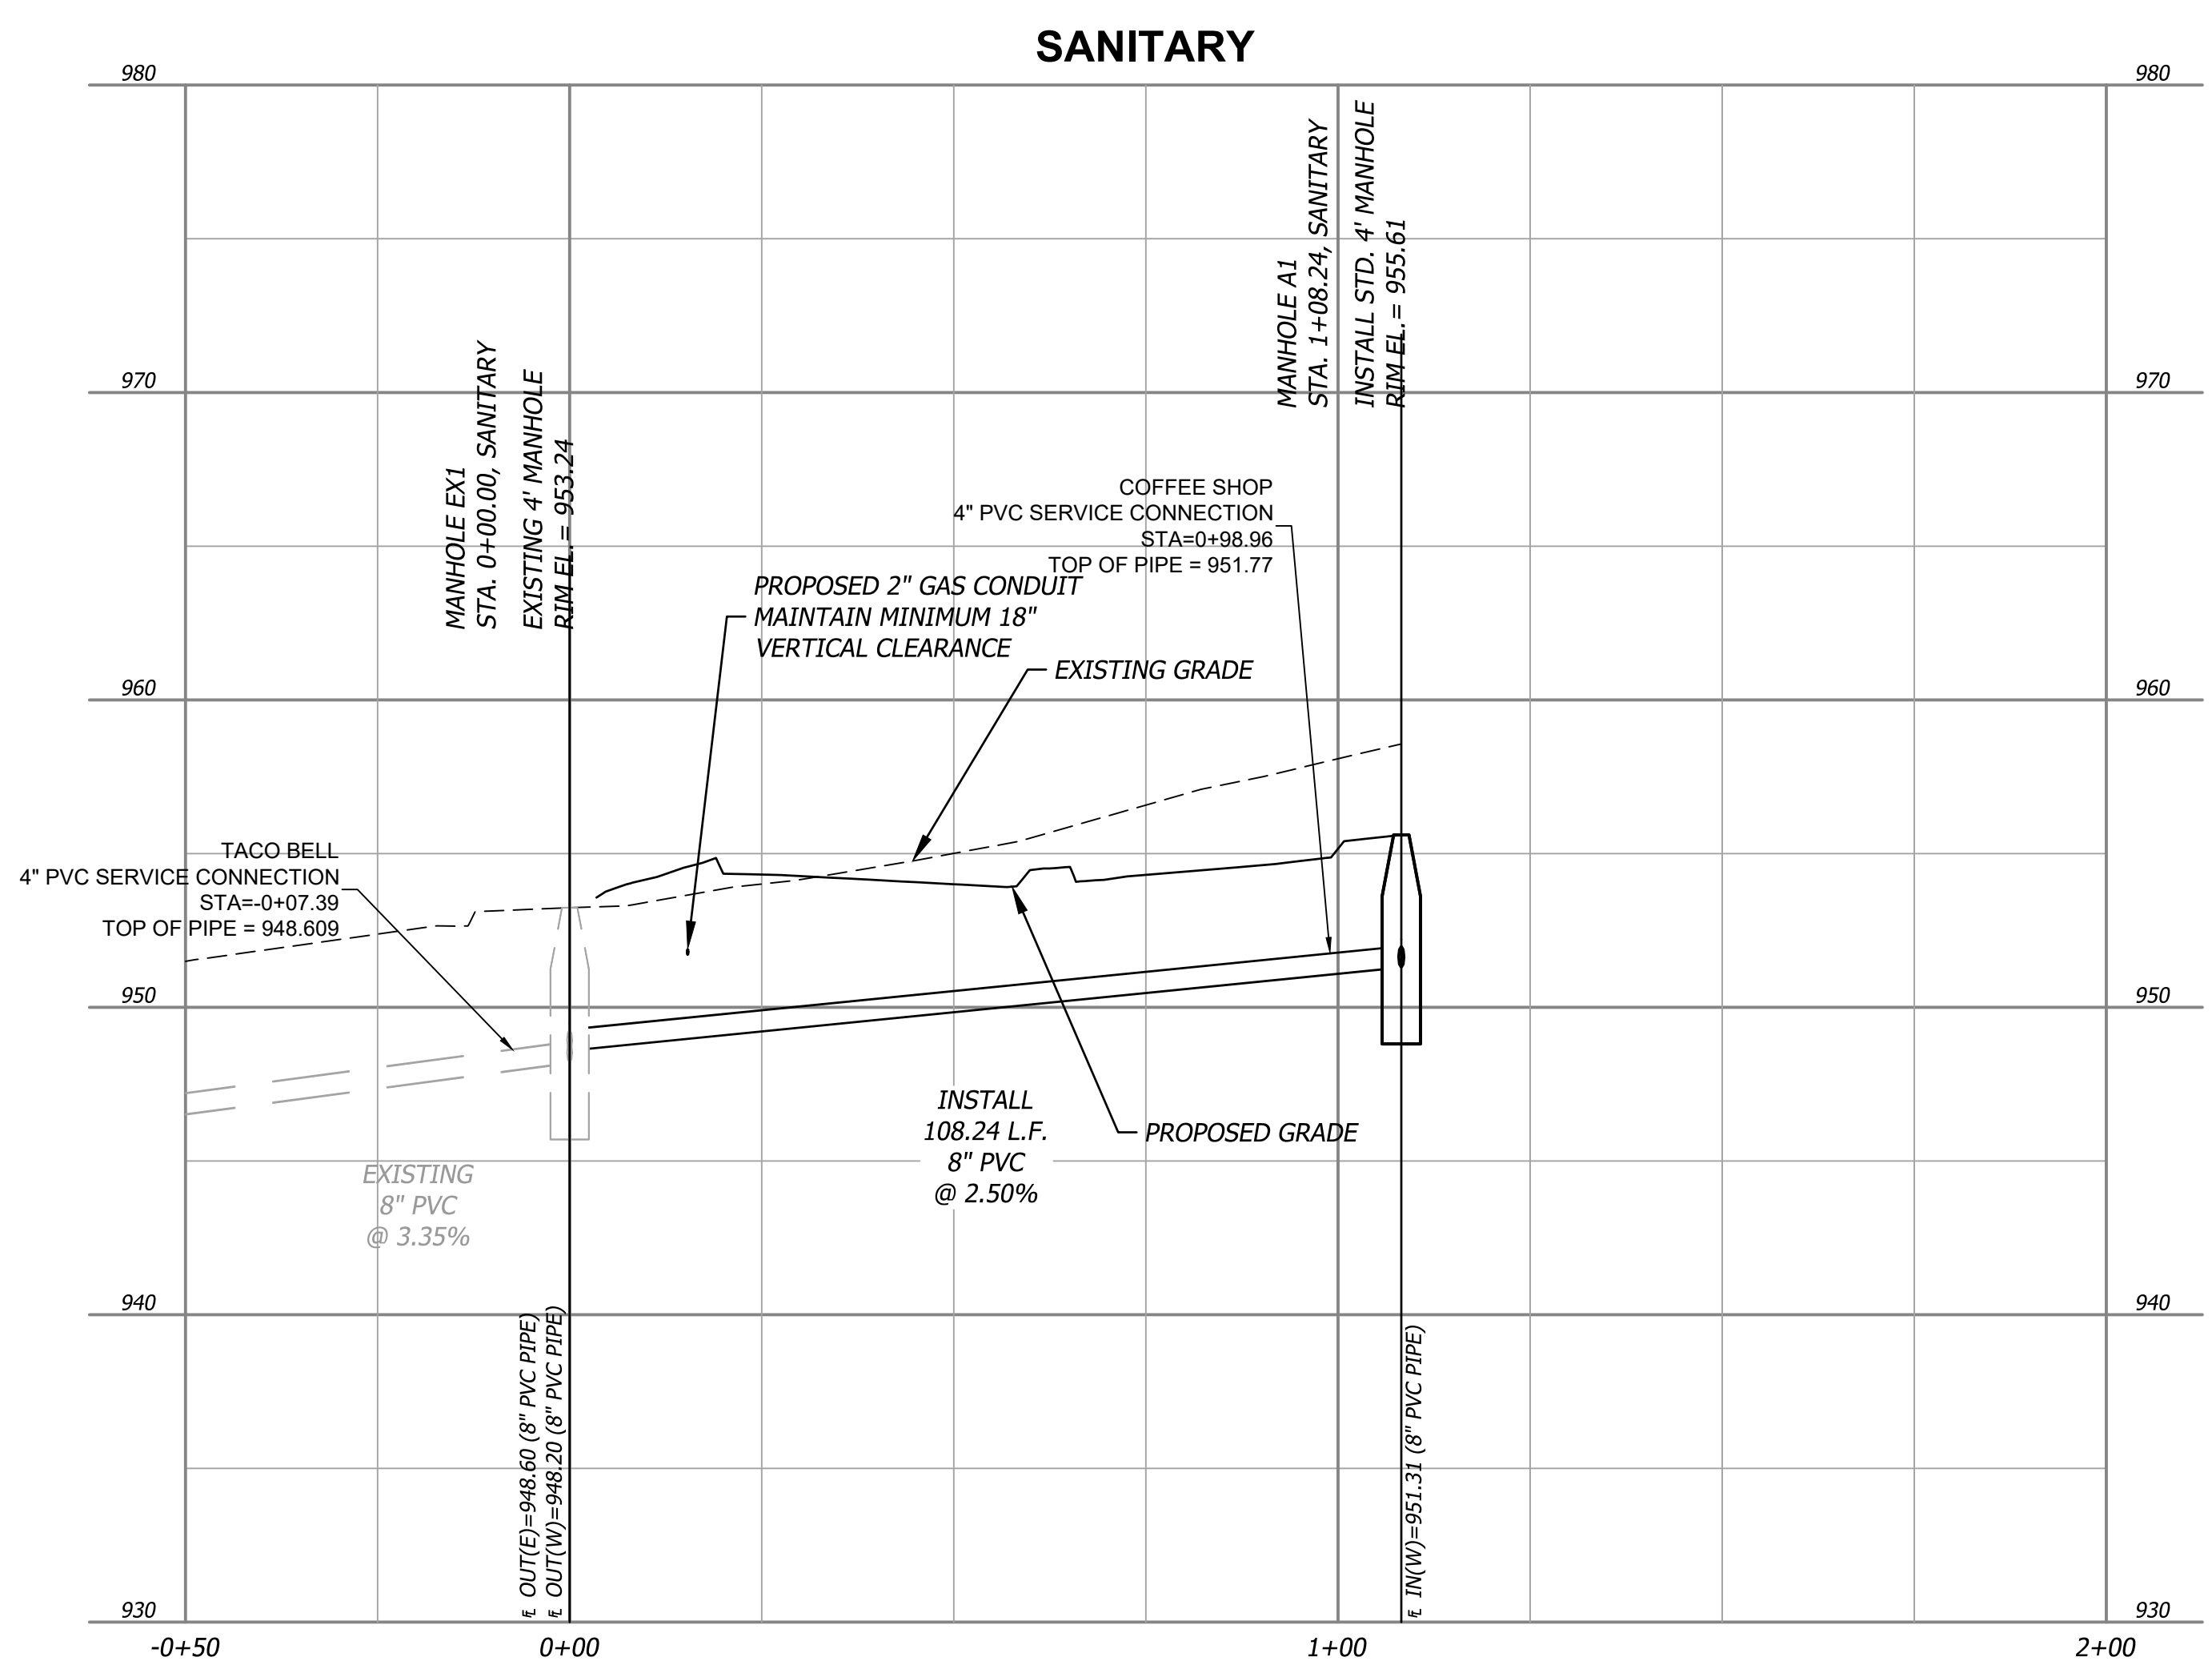 SANITARY
980
980
970
970
960
960
950
950
940
940
930
930
MANHOLE EX1
STA. 0+00.00, SANITARY
EXISTING 4' MANHOLE
RIM EL.= 953.24
MANHOLE A1
STA. 1+08.24, SANITARY
INSTALL STD. 4' MANHOLE
RIM EL.= 955.61
COFFEE SHOP
4" PVC SERVICE CONNECTION
STA=0+98.96
TOP OF PIPE = 951.77
PROPOSED 2" GAS CONDUIT
MAINTAIN MINIMUM 18"
VERTICAL CLEARANCE
EXISTING GRADE
TACO BELL
4" PVC SERVICE CONNECTION
STA=-0+07.39
TOP OF PIPE = 948.609
INSTALL
108.24 L.F.
8" PVC
@ 2.50%
PROPOSED GRADE
EXISTING
8" PVC
@ 3.35%
℄ OUT(E)=948.60 (8" PVC PIPE)
℄ OUT(W)=948.20 (8" PVC PIPE)
℄ IN(W)=951.31 (8" PVC PIPE)
-0+50
0+00
1+00
2+00